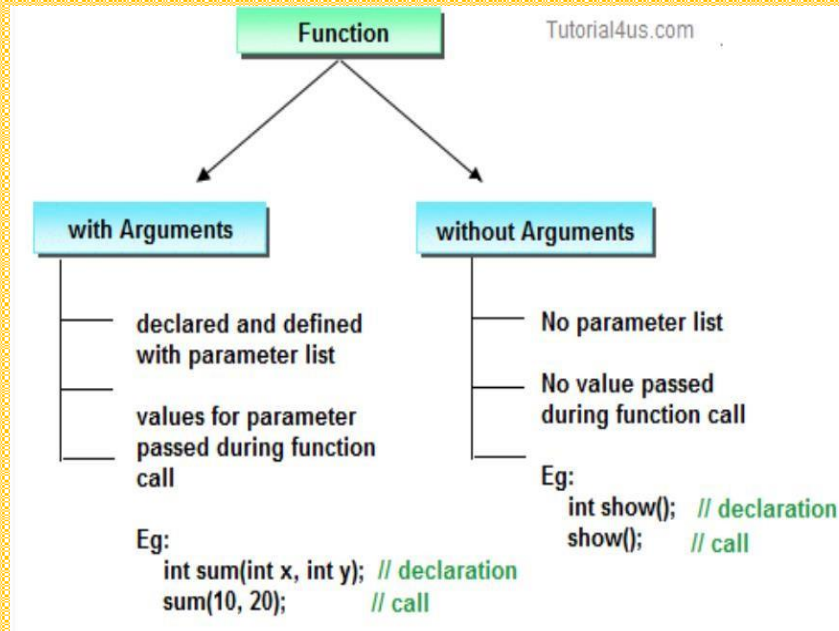 Function
Tutorial4us.com
with Arguments
declared and defined
with parameter list
values for parameter
passed during function
call
Eg:
int sum(int x, int y); // declaration
sum(10, 20); // call
without Arguments
No parameter list
No value passed
during function call
Eg:
int show(); // declaration
show(); // call